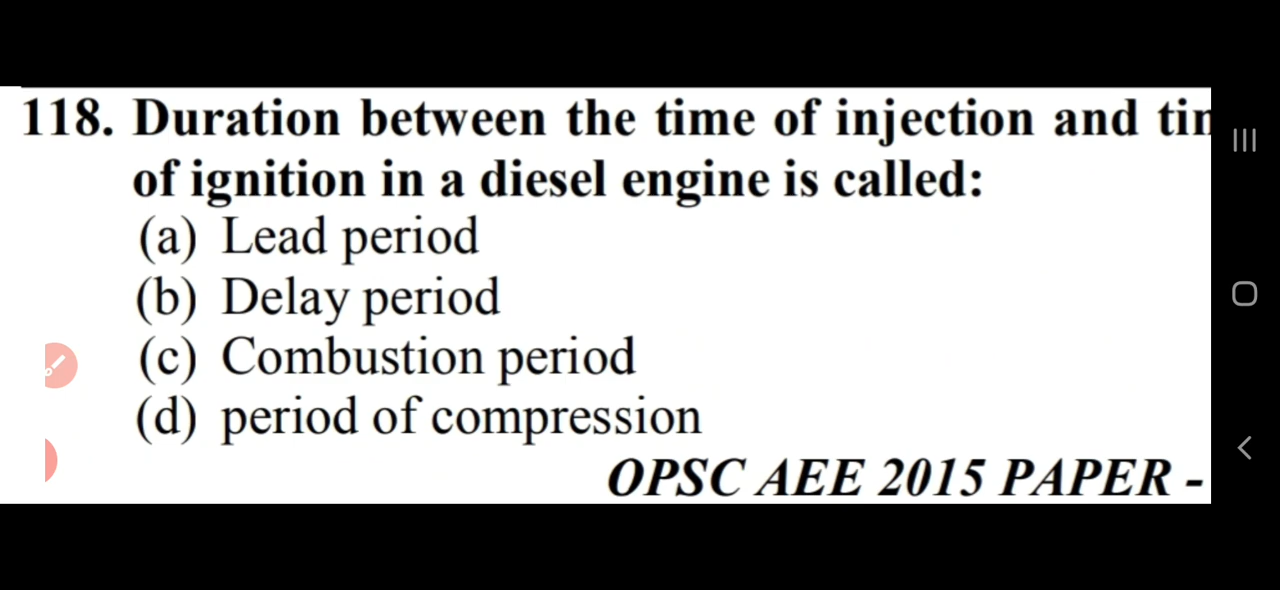 118. Duration between the time of injection and
of ignition in a diesel engine is called:
(a) Lead period
(b) Delay period
(c) Combustion period
(d) period of compression
OPSC AEE 2015 PAPER -